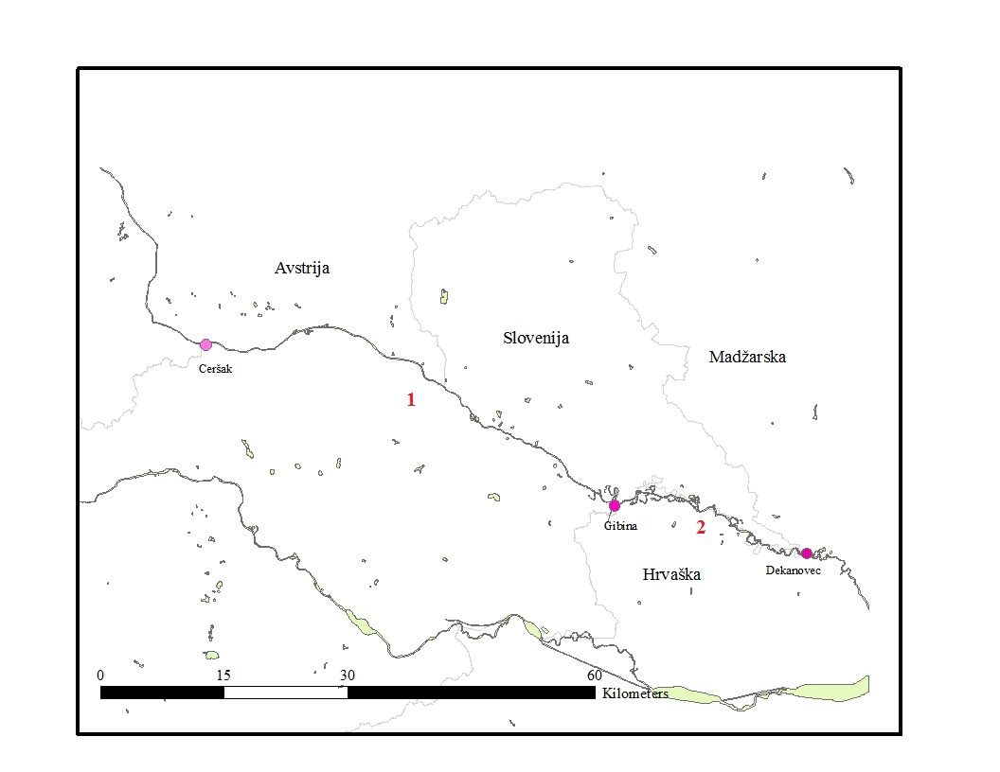 Avstrija
Slovenija
Madžarska
Ceršak
1
Gibina
2
Dekanovec
Hrvaška
0 15 30 60
Kilometers